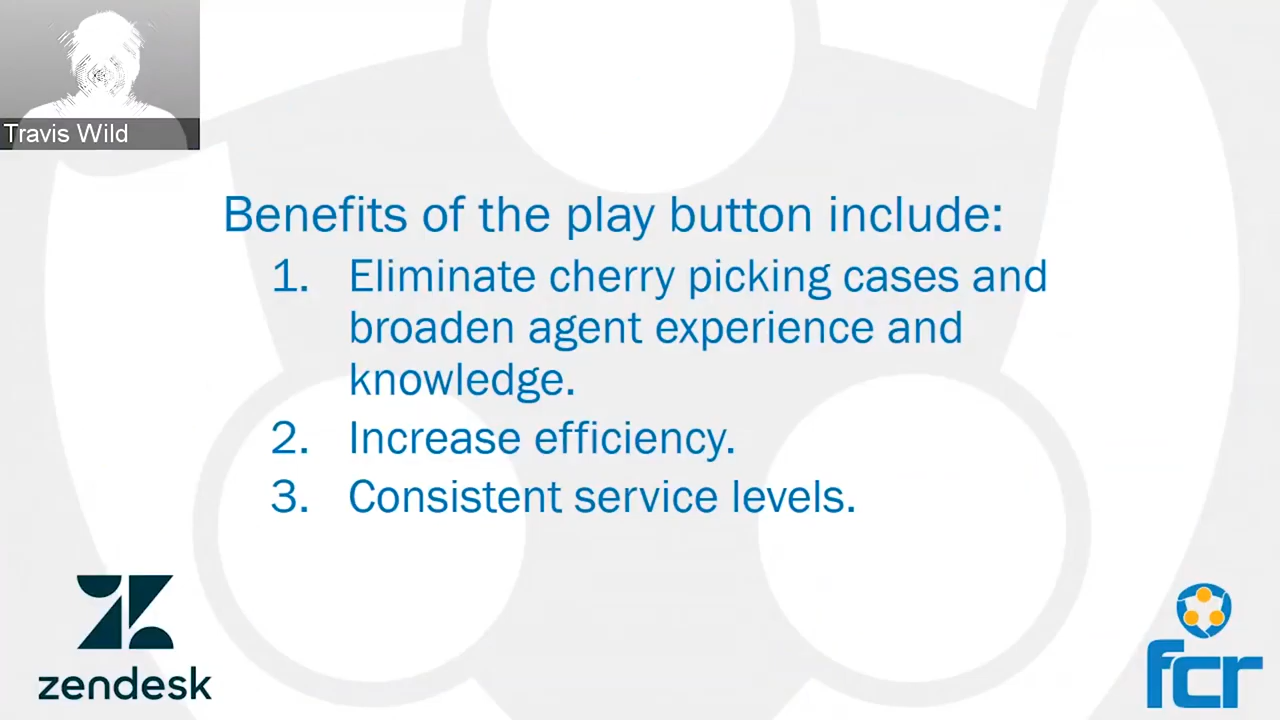 Travis Wild
Benefits of the play button include:
1. Eliminate cherry picking cases and
broaden agent experience and
knowledge.
2. Increase efficiency.
3. Consistent service levels.
zendesk
fcr